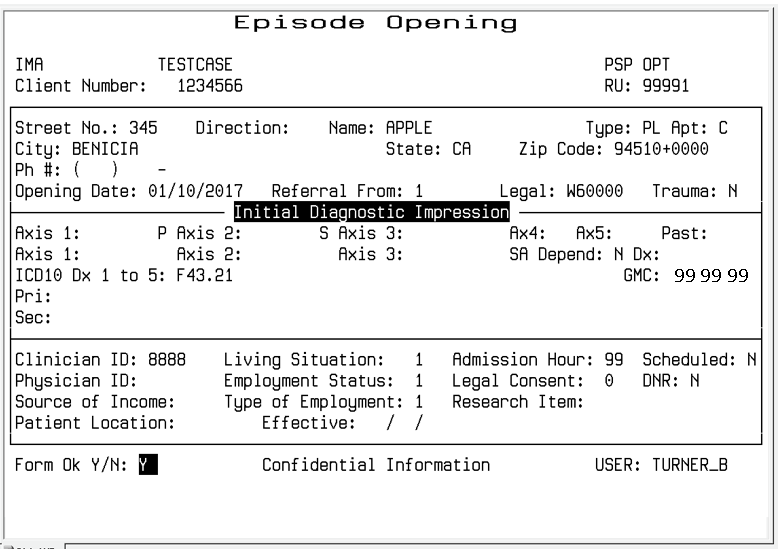 Episode Opening
IMA TESTCASE PSP OPT
Client Number: 1234566 RU: 99991
Street No.: 345 Direction: Name: APPLE Type: PL Apt: C
City: BENICIA State: CA Zip Code: 94510+0000
Ph #: ( ) -
Opening Date: 01/10/2017 Referral From: 1 Legal: W60000 Trauma: N
Initial Diagnostic Impression
Axis 1: P Axis 2: S Axis 3: Ax4: Ax5: Past:
Axis 1: Axis 2: Axis 3: SA Depend: N Dx:
ICD10 Dx 1 to 5: F43.21 GMC: 99 99 99
Pri:
Sec:
Clinician ID: 8888 Living Situation: 1 Admission Hour: 99 Scheduled: N
Physician ID: Employment Status: 1 Legal Consent: 0 DNR: N
Source of Income: Type of Employment: 1 Research Item:
Patient Location: Effective: / /
Form Ok Y/N: Y Confidential Information USER: TURNER_B